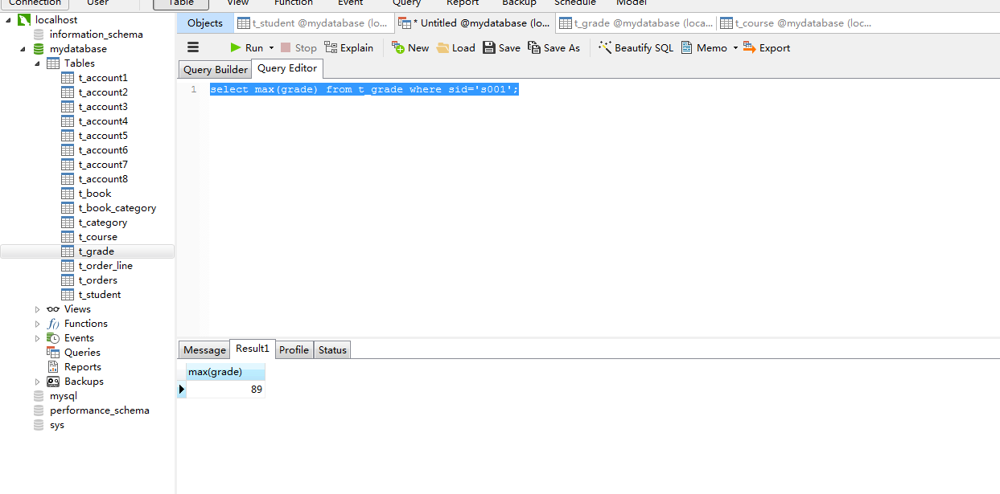 Connection User Table View Function Event Query Report Backup Schedule Model
localhost
information_schema
mydatabase
Tables
t_account1
t_account2
t_account3
t_account4
t_account5
t_account6
t_account7
t_account8
t_book
t_book_category
t_category
t_course
t_grade
t_order_line
t_orders
t_student
Views
Functions
Events
Queries
Reports
Backups
mysql
performance_schema
sys
Objects t_student @mydatabase (lo... * Untitled @mydatabase (lo... t_grade @mydatabase (loca... t_course @mydatabase (loc...
Run Stop Explain New Load Save Save As Beautify SQL Memo Export
Query Builder Query Editor
1 select max(grade) from t_grade where sid='s001';
Message Result1 Profile Status
max(grade)
89